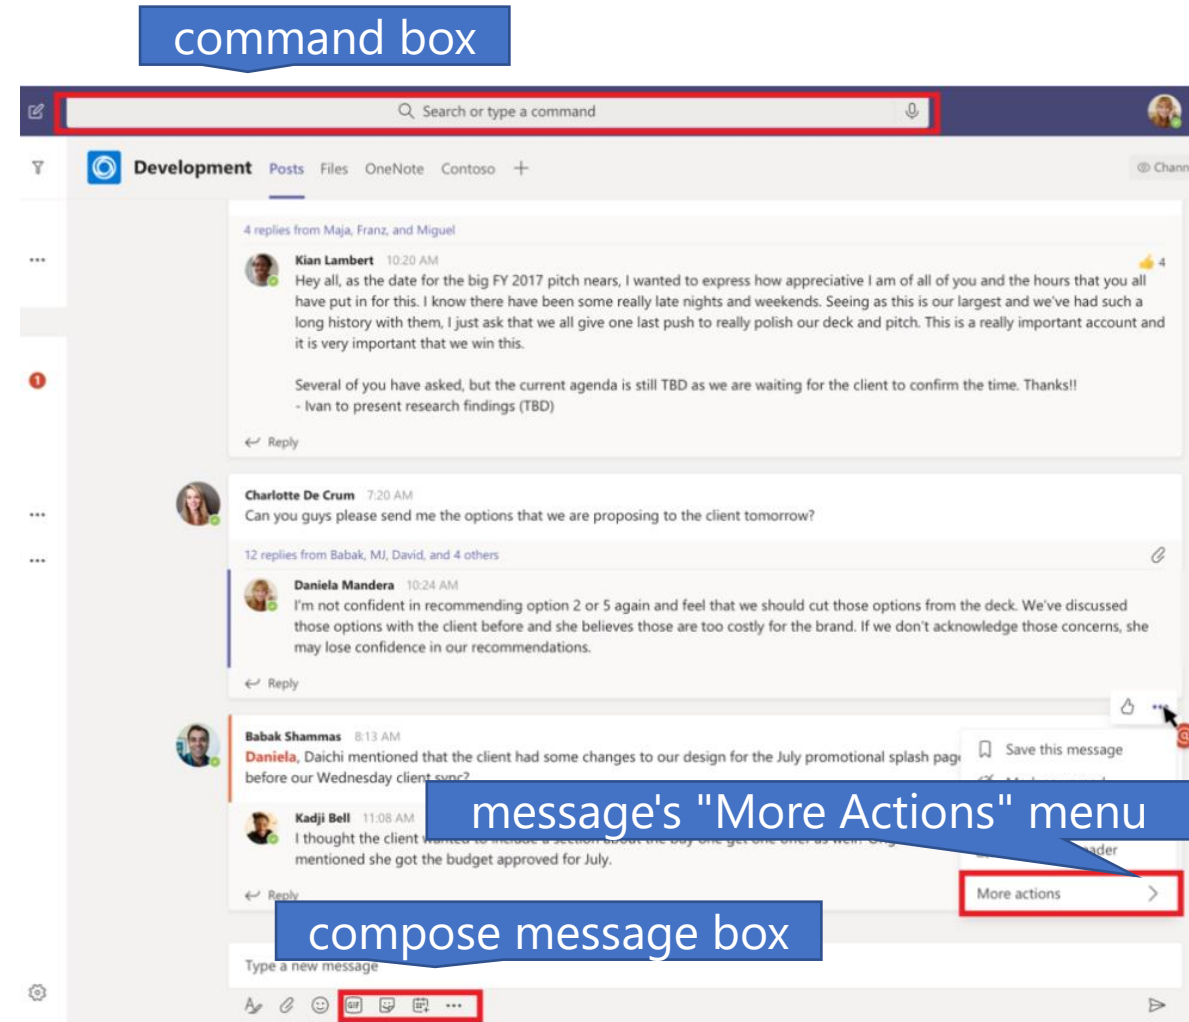 command box
Search or type a command
Development Posts Files OneNote Contoso +
Chann
4 replies from Maja, Franz, and Miguel
Kian Lambert 10:20 AM
4
Hey all, as the date for the big FY 2017 pitch nears, I wanted to express how appreciative I am of all of you and the hours that you all
have put in for this. I know there have been some really late nights and weekends. Seeing as this is our largest and we've had such a
long history with them, I just ask that we all give one last push to really polish our deck and pitch. This is a really important account and
it is very important that we win this.
1
Several of you have asked, but the current agenda is still TBD as we are waiting for the client to confirm the time. Thanks!!
- Ivan to present research findings (TBD)
Reply
Charlotte De Crum 7:20 AM
Can you guys please send me the options that we are proposing to the client tomorrow?
12 replies from Babak, MJ, David, and 4 others
Daniela Mandera 10:24 AM
I'm not confident in recommending option 2 or 5 again and feel that we should cut those options from the deck. We've discussed
those options with the client before and she believes those are too costly for the brand. If we don't acknowledge those concerns, she
may lose confidence in our recommendations.
Reply
Babak Shammas 8:13 AM
Daniela, Daichi mentioned that the client had some changes to our design for the July promotional splash page
before our Wednesday client sync?
Save this message
message's "More Actions" menu
Kadji Bell 11:08 AM
I thought the client
mentioned she got the budget approved for July.
More actions
Reply
compose message box
Type a new message
GIF